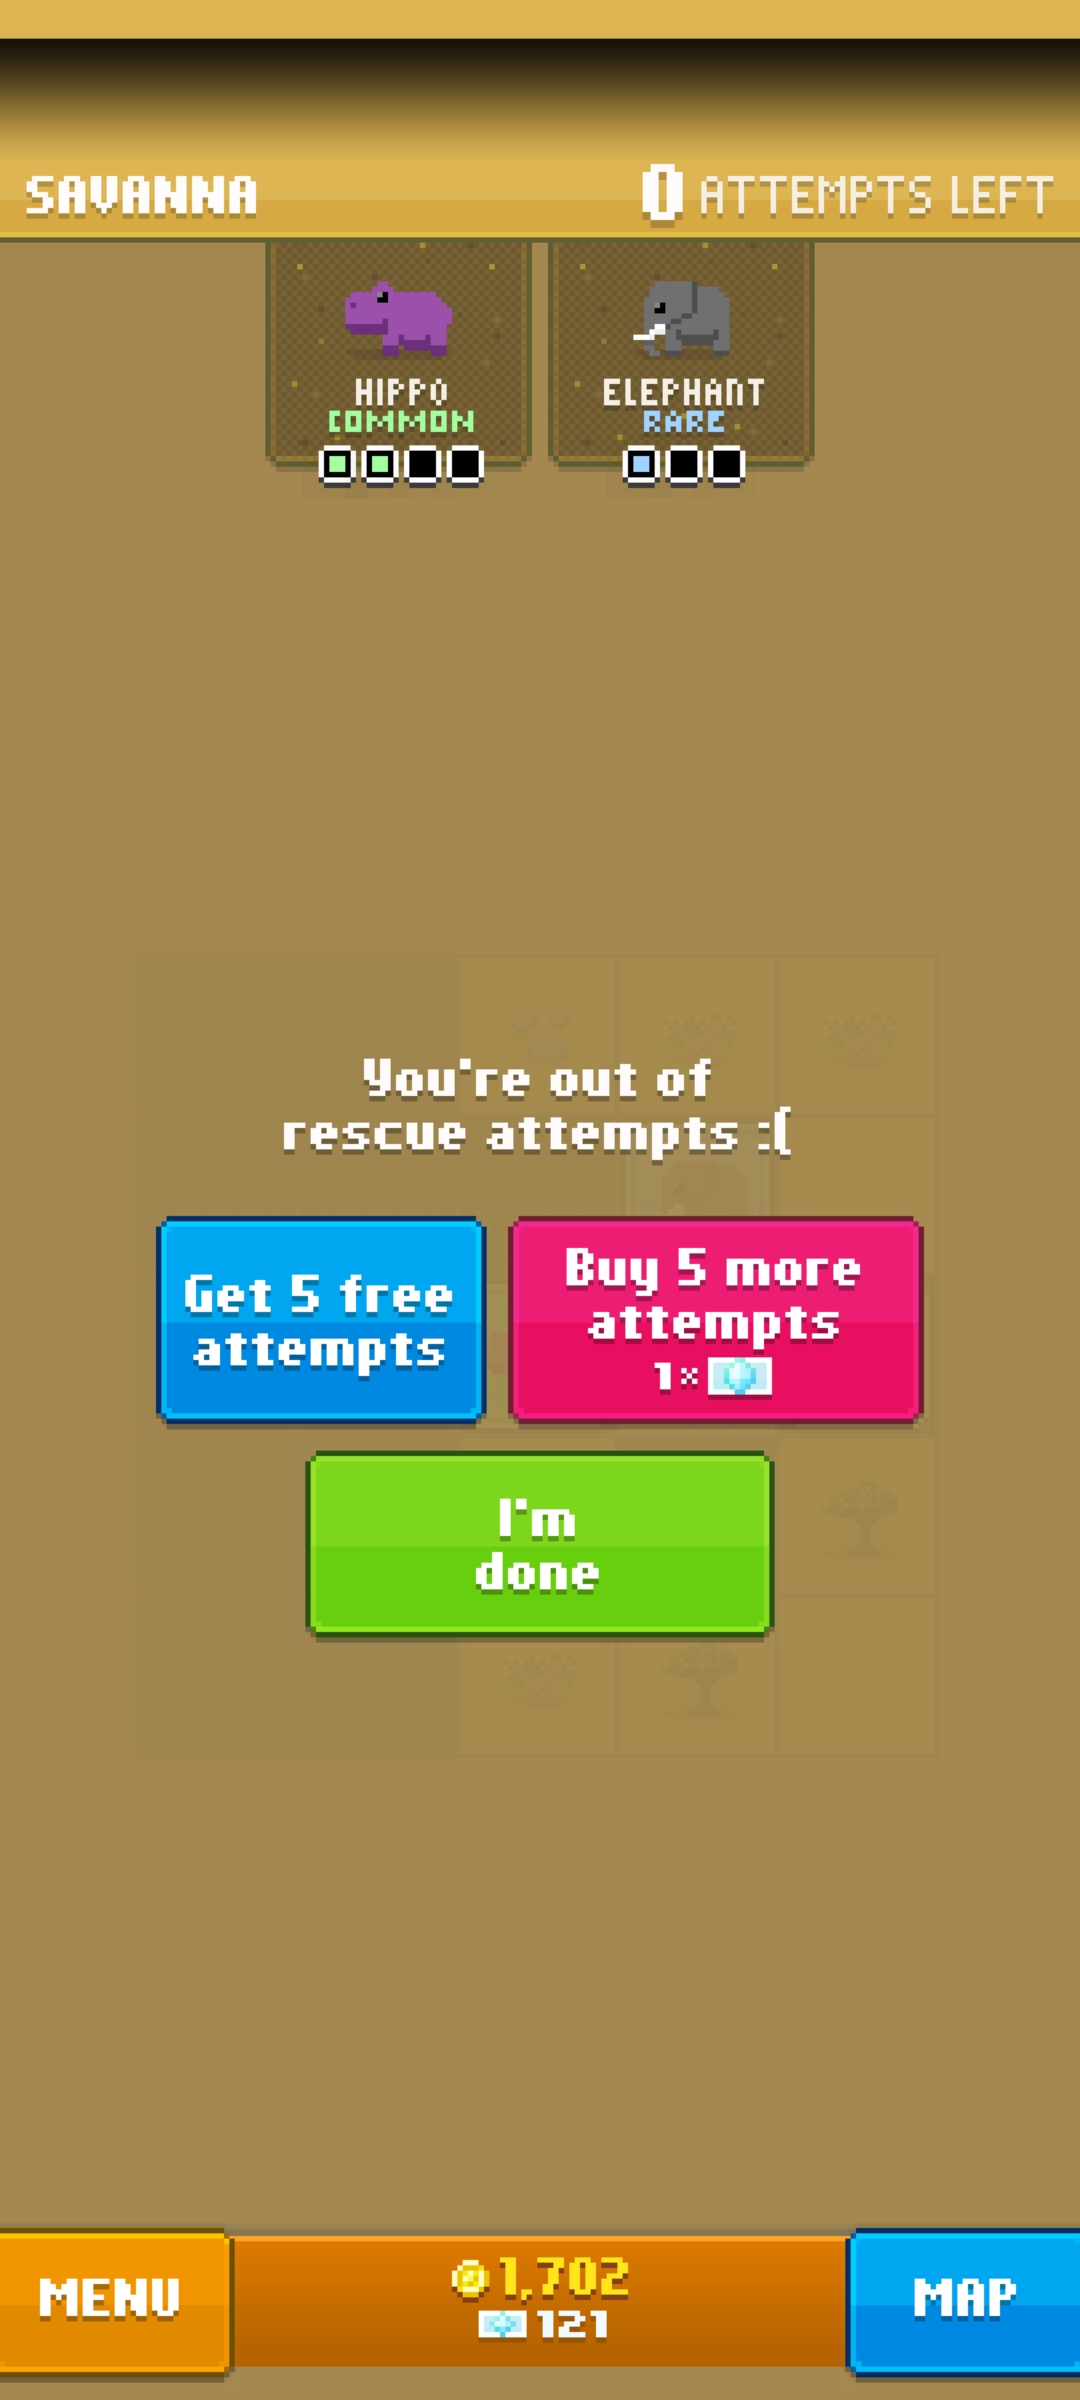 SAVANNA
0 ATTEMPTS LEFT
HIPPO
COMMON
ELEPHANT
RARE
You're out of
rescue attempts :(
Get 5 free
attempts
Buy 5 more
attempts
1×
I'm
done
MENU
1,702
121
MAP